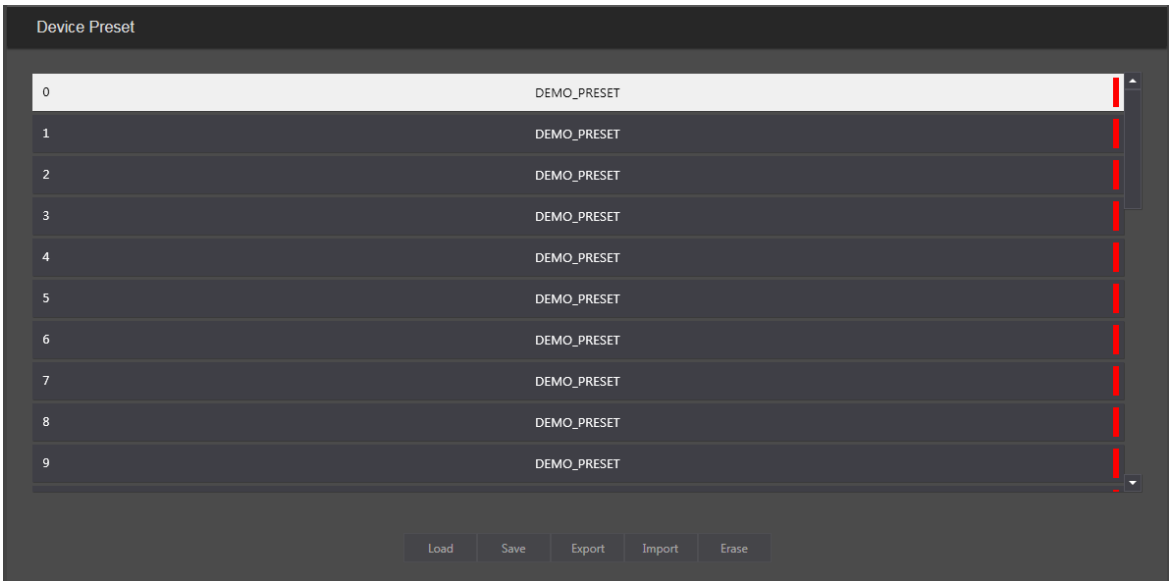 Device Preset
0 DEMO_PRESET
1 DEMO_PRESET
2 DEMO_PRESET
3 DEMO_PRESET
4 DEMO_PRESET
5 DEMO_PRESET
6 DEMO_PRESET
7 DEMO_PRESET
8 DEMO_PRESET
9 DEMO_PRESET
Load Save Export Import Erase